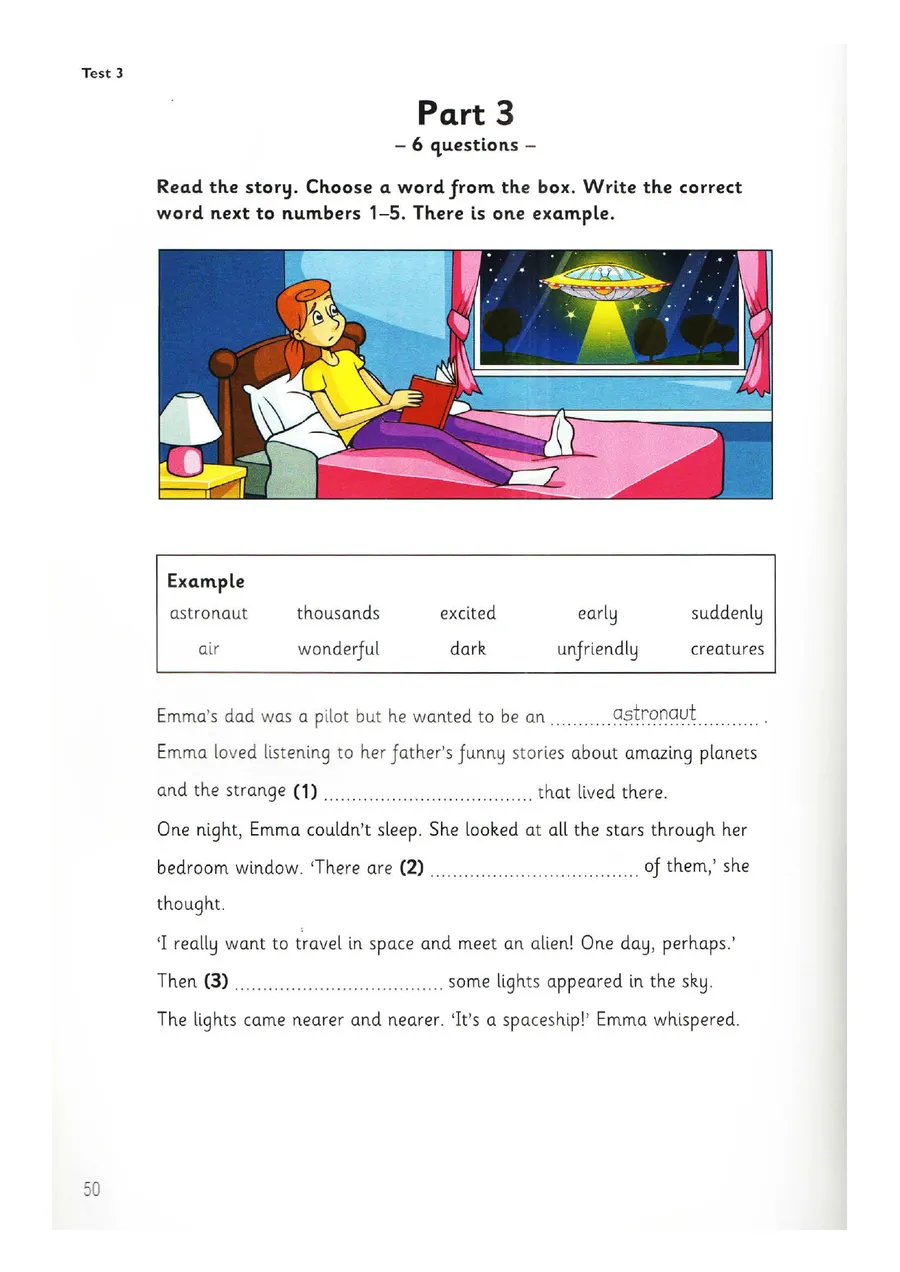 Test 3
Part 3
– 6 questions –
Read the story. Choose a word from the box. Write the correct
word next to numbers 1–5. There is one example.
Example
astronaut thousands excited early suddenly
air wonderful dark unfriendly creatures
Emma's dad was a pilot but he wanted to be an ..........astronaut.......... .
Emma loved listening to her father's funny stories about amazing planets
and the strange (1) .................................... that lived there.
One night, Emma couldn't sleep. She looked at all the stars through her
bedroom window. 'There are (2) .................................... of them,' she
thought.
'I really want to travel in space and meet an alien! One day, perhaps.'
Then (3) .................................... some lights appeared in the sky.
The lights came nearer and nearer. 'It's a spaceship!' Emma whispered.
50